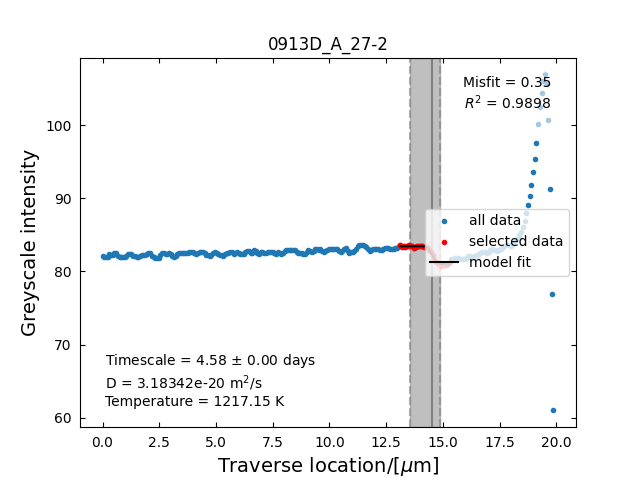 0913D_A_27-2
Misfit = 0.35
R² = 0.9898
Greyscale intensity
100
90
80
70
60
all data
selected data
model fit
Timescale = 4.58 ± 0.00 days
D = 3.18342e-20 m²/s
Temperature = 1217.15 K
0.0 2.5 5.0 7.5 10.0 12.5 15.0 17.5 20.0
Traverse location/[μm]